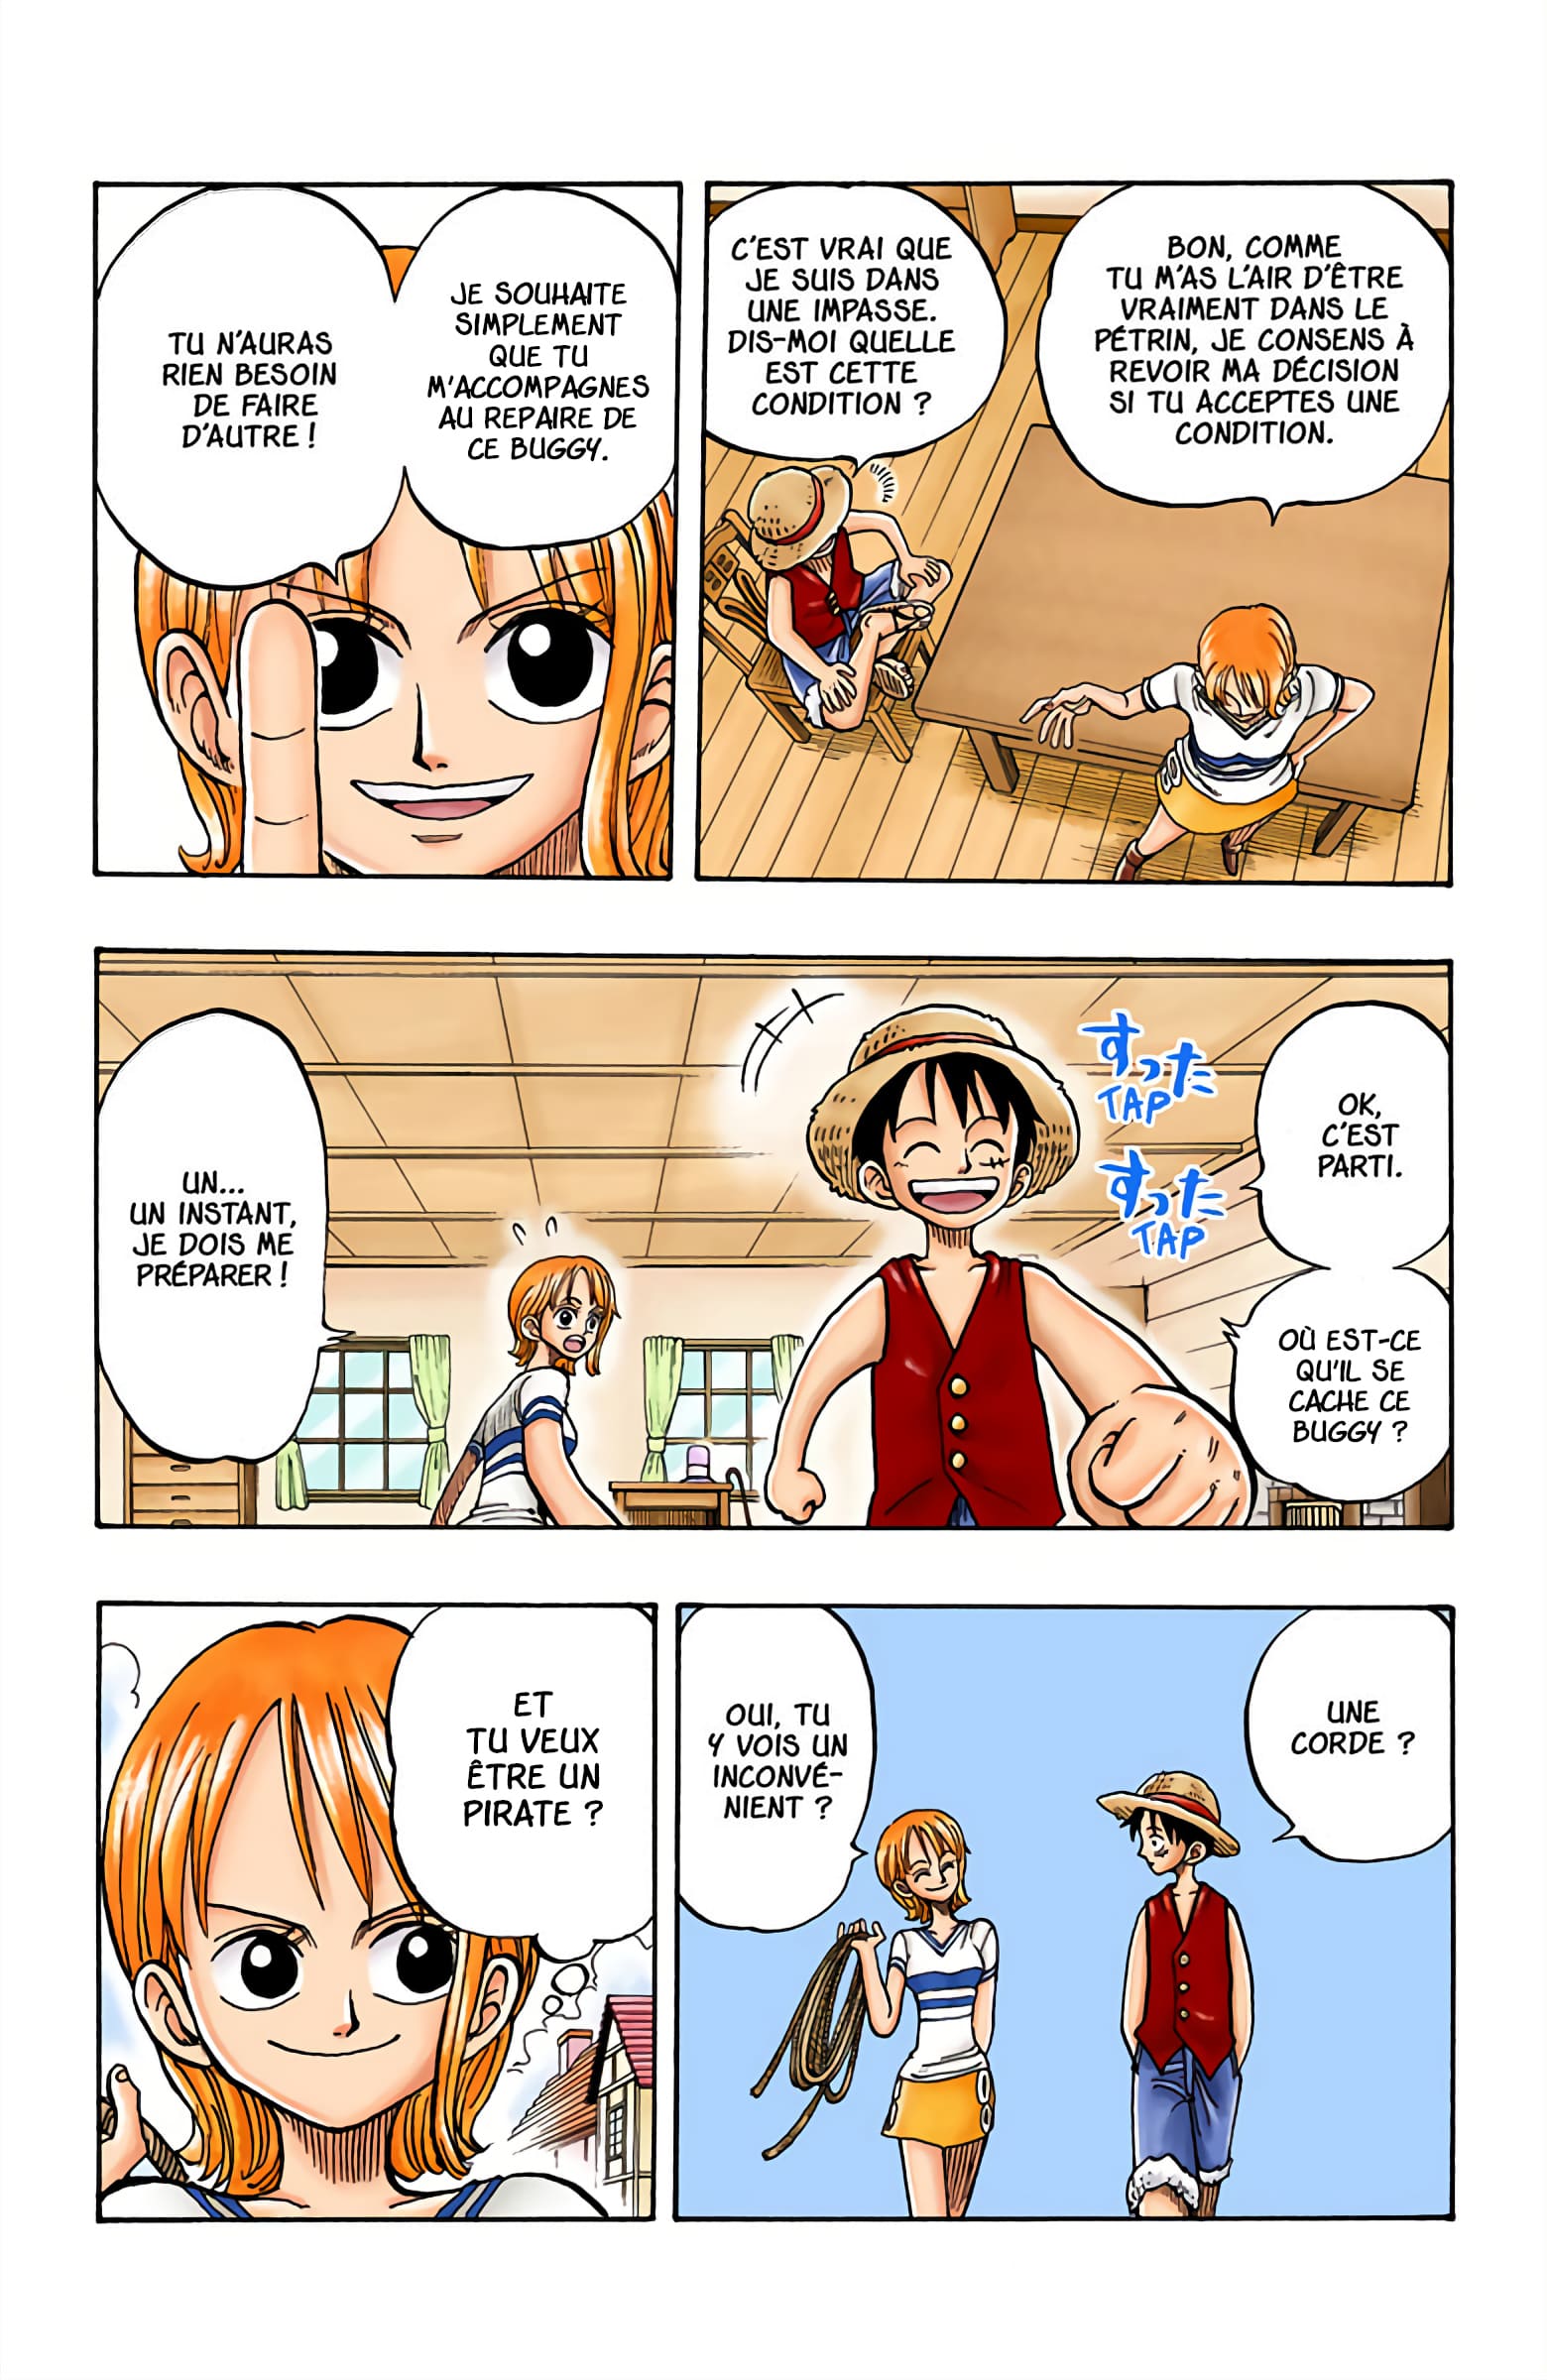 BON, COMME
TU M'AS L'AIR D'ÊTRE
VRAIMENT DANS LE
PÉTRIN, JE CONSENS À
REVOIR MA DÉCISION
SI TU ACCEPTES UNE
CONDITION.
C'EST VRAI QUE
JE SUIS DANS
UNE IMPASSE.
DIS-MOI QUELLE
EST CETTE
CONDITION ?
JE SOUHAITE
SIMPLEMENT
QUE TU
M'ACCOMPAGNES
AU REPAIRE DE
CE BUGGY.
TU N'AURAS
RIEN BESOIN
DE FAIRE
D'AUTRE !
OK,
C'EST
PARTI.
OÙ EST-CE
QU'IL SE
CACHE CE
BUGGY ?
すったた
TAP
すったた
TAP
UN...
UN INSTANT,
JE DOIS ME
PRÉPARER !
UNE
CORDE ?
OUI, TU
Y VOIS UN
INCONVÉ-
NIENT ?
ET
TU VEUX
ÊTRE UN
PIRATE ?